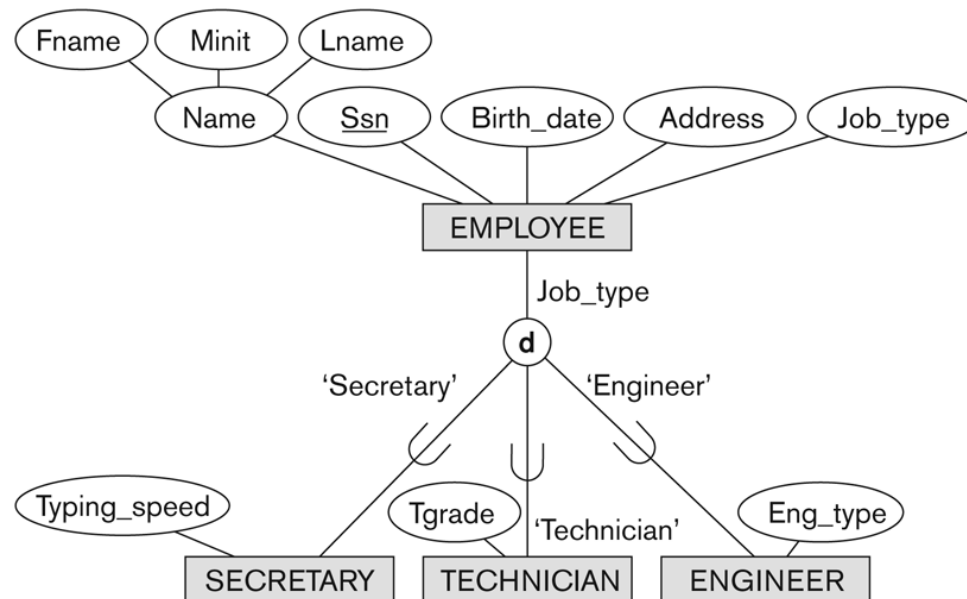 Fname
Minit
Lname
Name
Ssn
Birth_date
Address
Job_type
EMPLOYEE
Job_type
d
‘Secretary’
‘Engineer’
Typing_speed
Tgrade
‘Technician’
Eng_type
SECRETARY
TECHNICIAN
ENGINEER